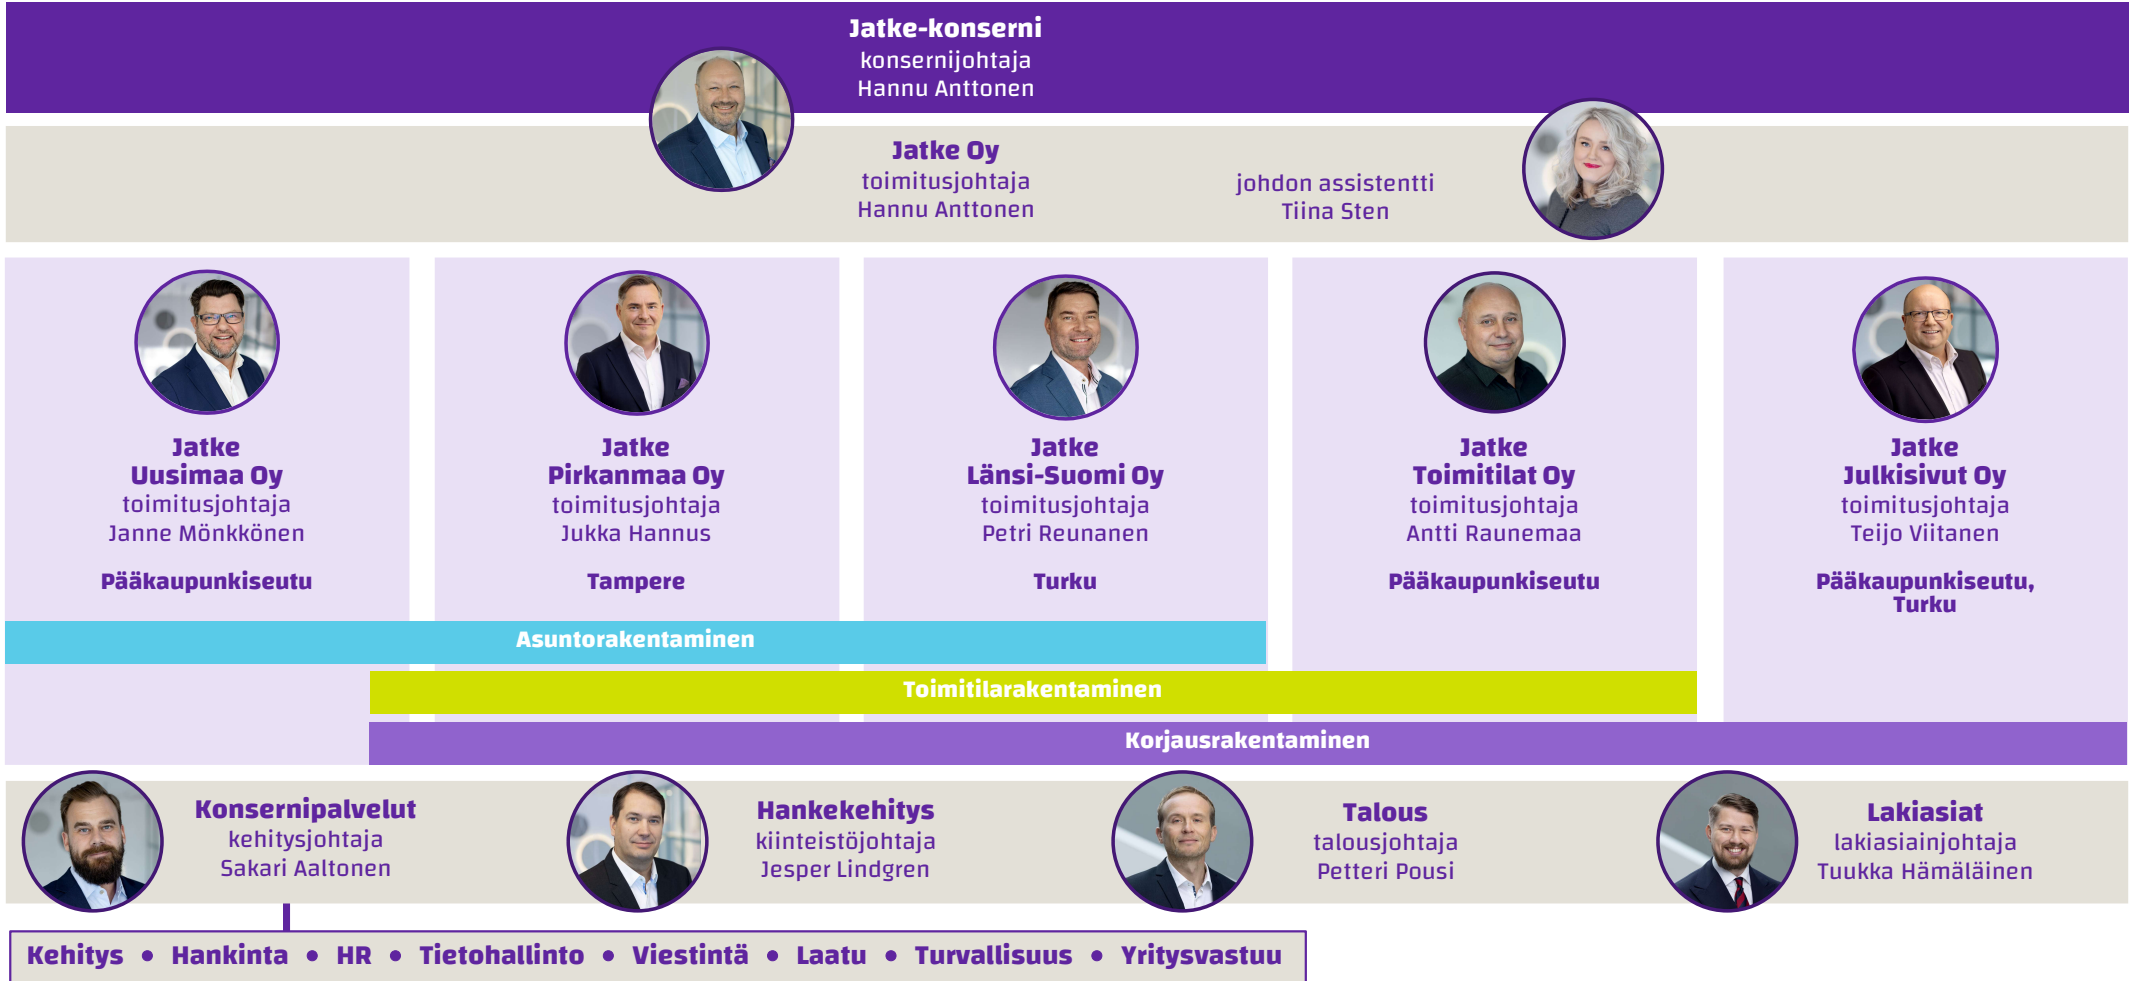 Jatke-konserni
konsernijohtaja
Hannu Anttonen
Jatke Oy
toimitusjohtaja
Hannu Anttonen
johdon assistentti
Tiina Sten
Jatke
Uusimaa Oy
toimitusjohtaja
Janne Mönkkönen
Pääkaupunkiseutu
Jatke
Pirkanmaa Oy
toimitusjohtaja
Jukka Hannus
Tampere
Jatke
Länsi-Suomi Oy
toimitusjohtaja
Petri Reunanen
Turku
Jatke
Toimitilat Oy
toimitusjohtaja
Antti Raunemaa
Pääkaupunkiseutu
Jatke
Julkisivut Oy
toimitusjohtaja
Teijo Viitanen
Pääkaupunkiseutu,
Turku
Asuntorakentaminen
Toimitilarakentaminen
Korjausrakentaminen
Konsernipalvelut
kehitysjohtaja
Sakari Aaltonen
Hankekehitys
kiinteistöjohtaja
Jesper Lindgren
Talous
talousjohtaja
Petteri Pousi
Lakiasiat
lakiasiainjohtaja
Tuukka Hämäläinen
Kehitys • Hankinta • HR • Tietohallinto • Viestintä • Laatu • Turvallisuus • Yritysvastuu